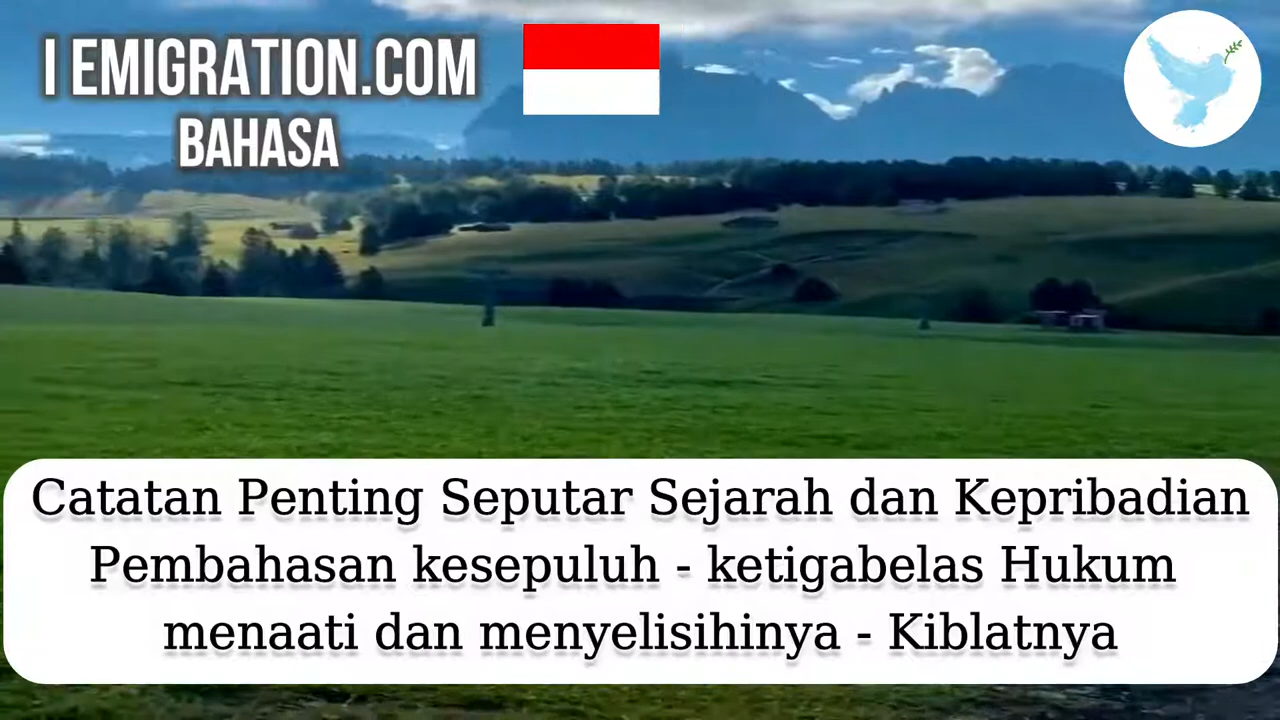 I EMIGRATION.COM
BAHASA
Catatan Penting Seputar Sejarah dan Kepribadian
Pembahasan kesepuluh - ketigabelas Hukum
menaati dan menyelisihinya - Kiblatnya